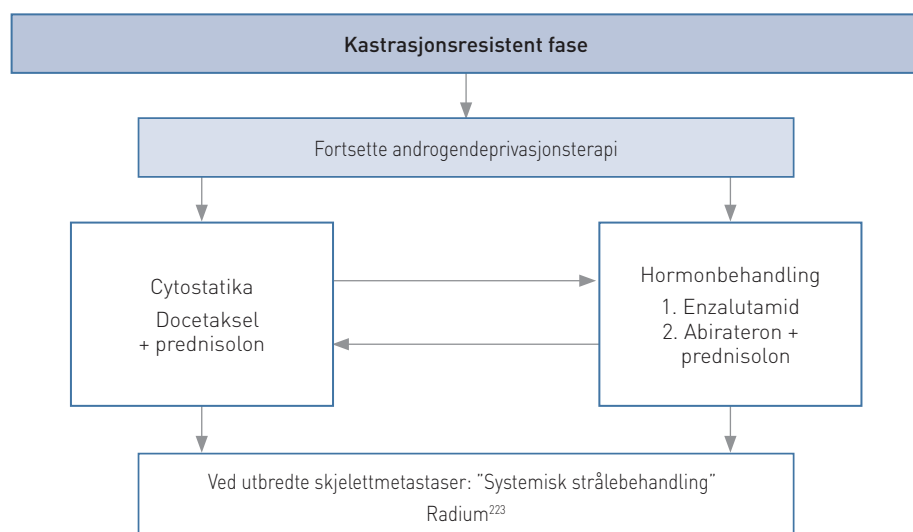 Kastrasjonsresistent fase
Fortsette androgendeprivasjonsterapi
Cytostatika
Docetaksel
+ prednisolon
Hormonbehandling
1. Enzalutamid
2. Abirateron +
prednisolon
Ved utbredte skjelettmetastaser: ”Systemisk strålebehandling”
Radium²²³